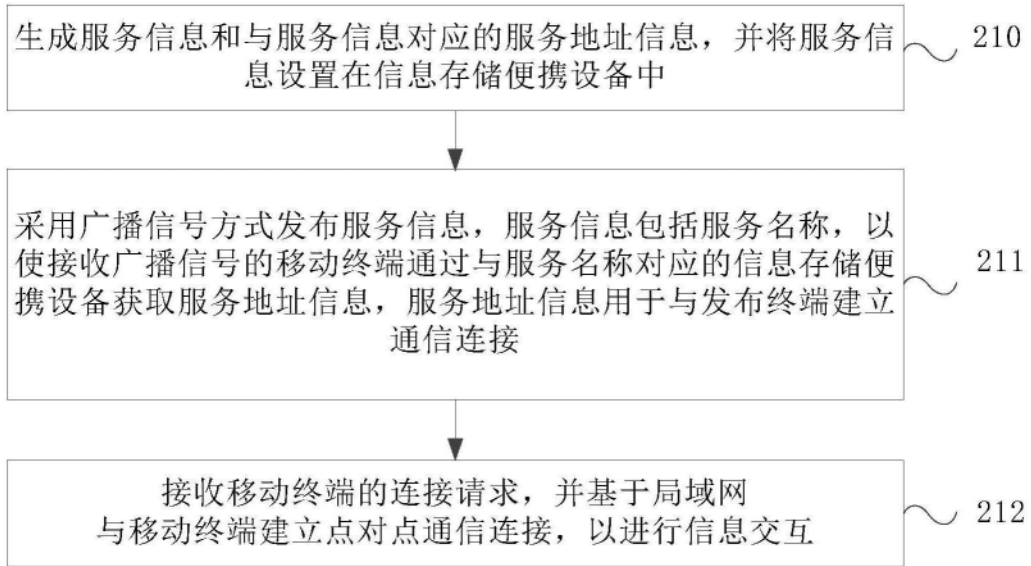 生成服务信息和与服务信息对应的服务地址信息，并将服务信
息设置在信息存储便携设备中
210
采用广播信号方式发布服务信息，服务信息包括服务名称，以
使接收广播信号的移动终端通过与服务名称对应的信息存储便
携设备获取服务地址信息，服务地址信息用于与发布终端建立
通信连接
211
接收移动终端的连接请求，并基于局域网
与移动终端建立点对点通信连接，以进行信息交互
212